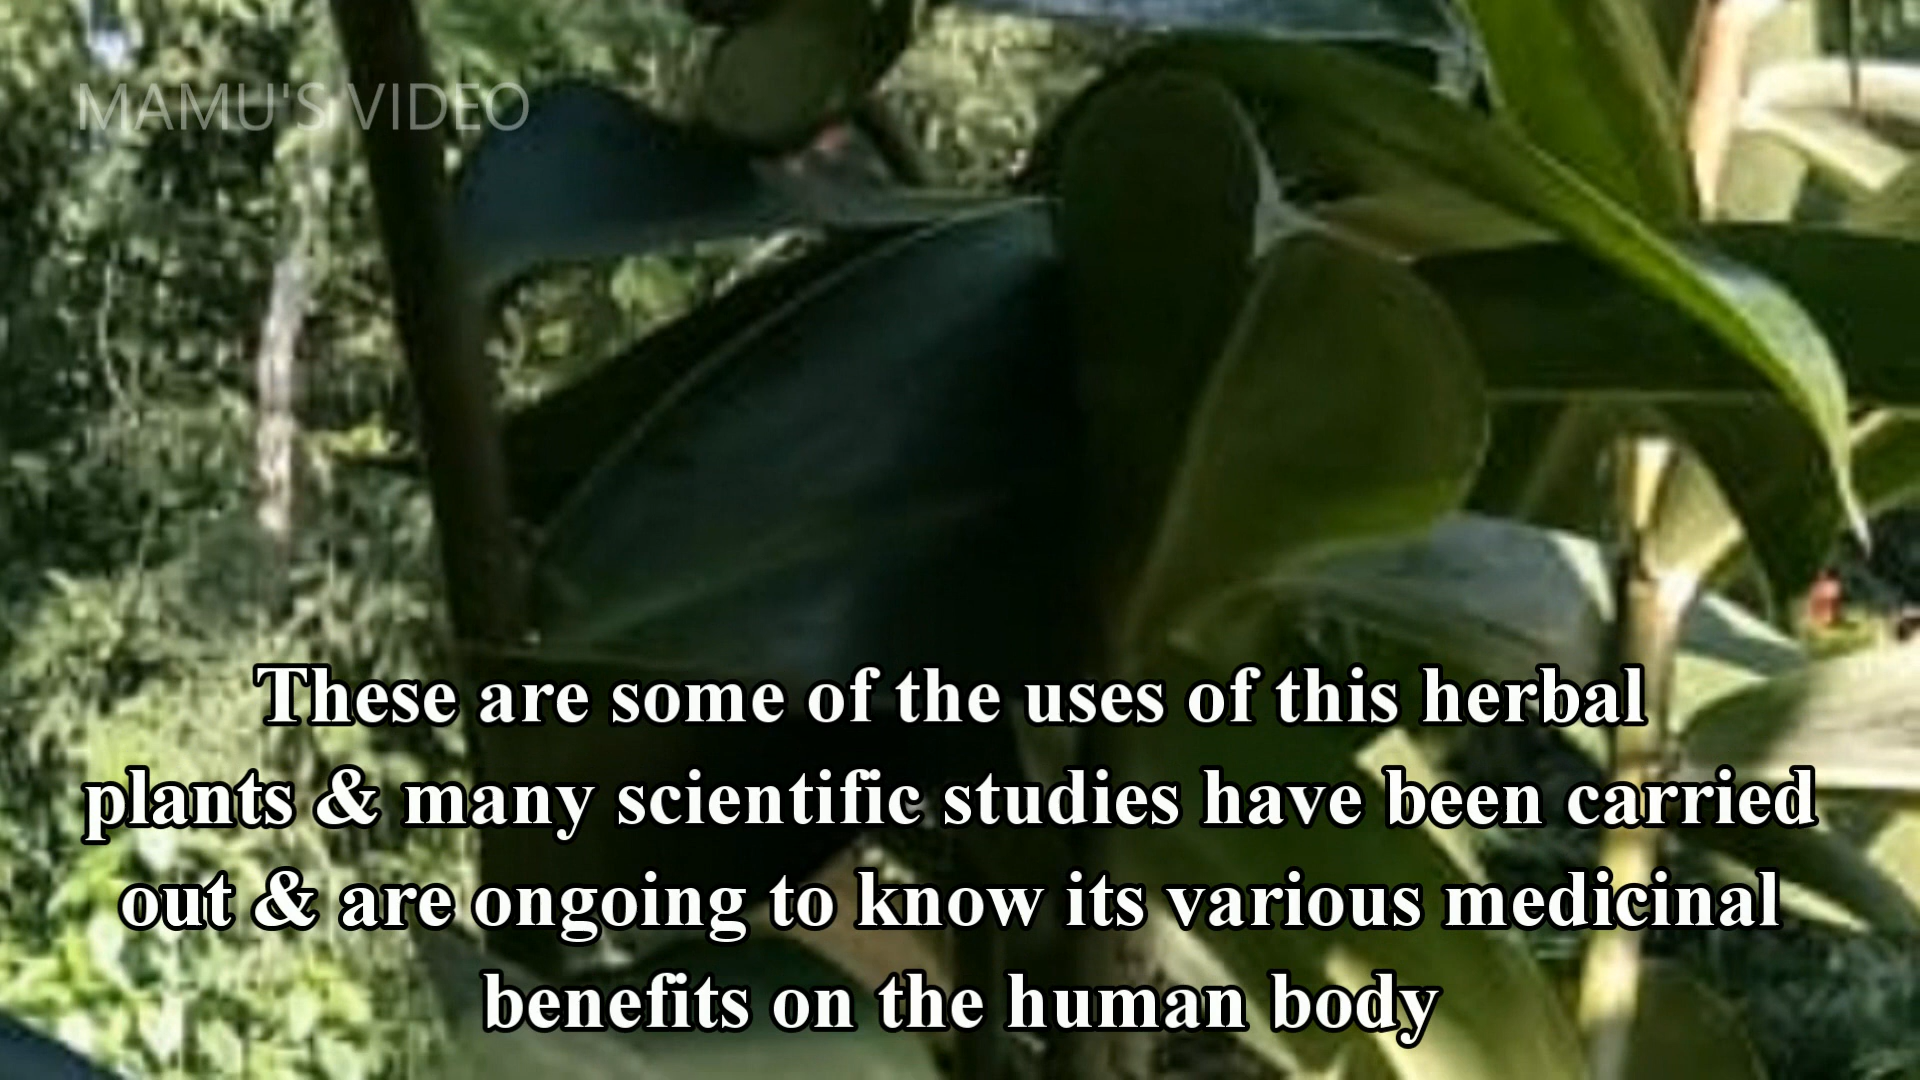 MAMU'S VIDEO
These are some of the uses of this herbal
plants & many scientific studies have been carried
out & are ongoing to know its various medicinal
benefits on the human body